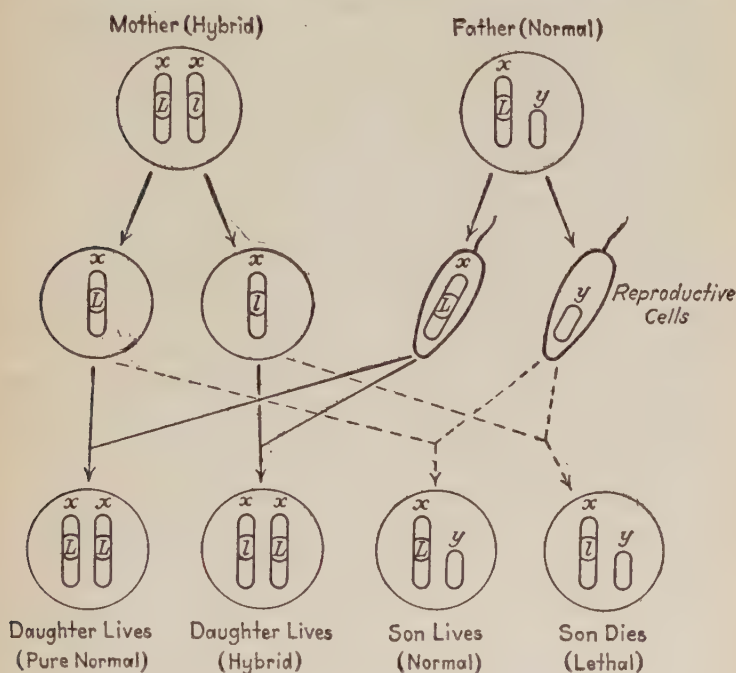 Mother (Hybrid)
Father (Normal)
x x
L l
x
L y
x
L
x
l
x
L
y
Reproductive
Cells
x x
L L
x x
l L
x
L y
x
l y
Daughter Lives
(Pure Normal)
Daughter Lives
(Hybrid)
Son Lives
(Normal)
Son Dies
(Lethal)